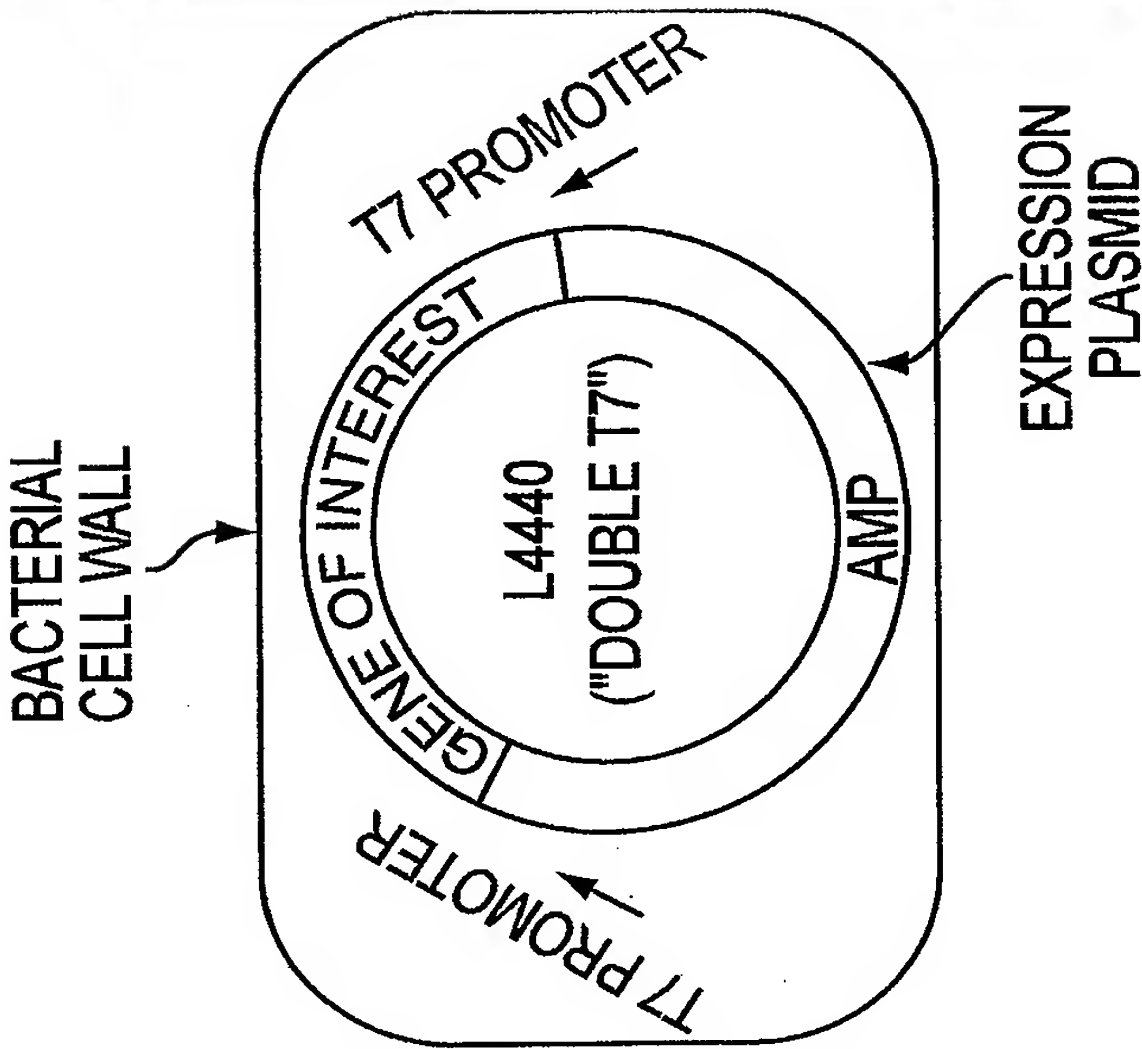 BACTERIAL
CELL WALL
T7 PROMOTER
GENE OF INTEREST
T7 PROMOTER
L4440
("DOUBLE T7")
AMP
EXPRESSION
PLASMID